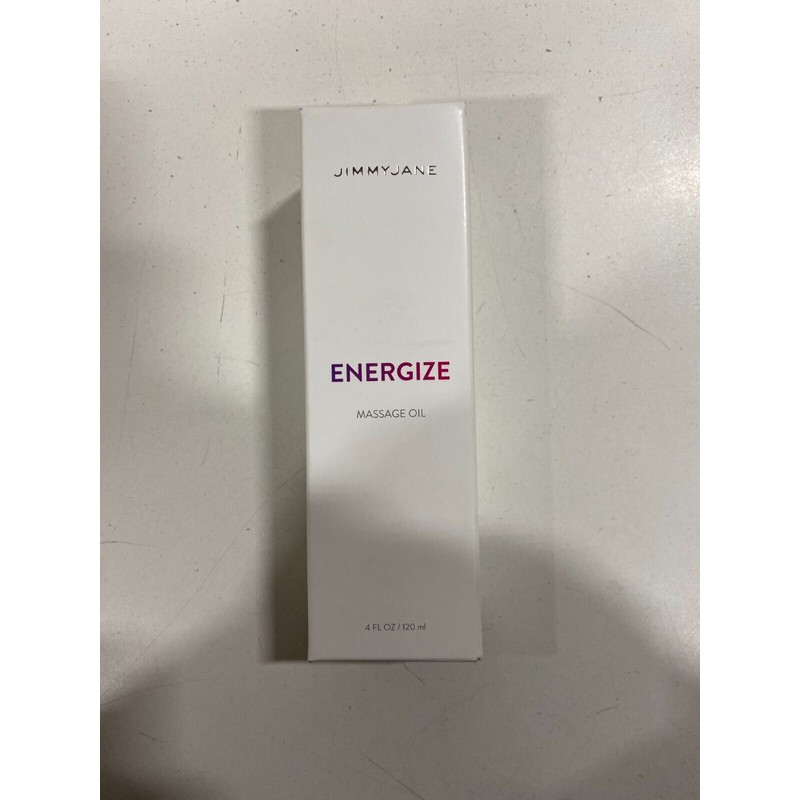 JIMMYJANE
ENERGIZE
MASSAGE OIL
4 FL OZ / 120 ml